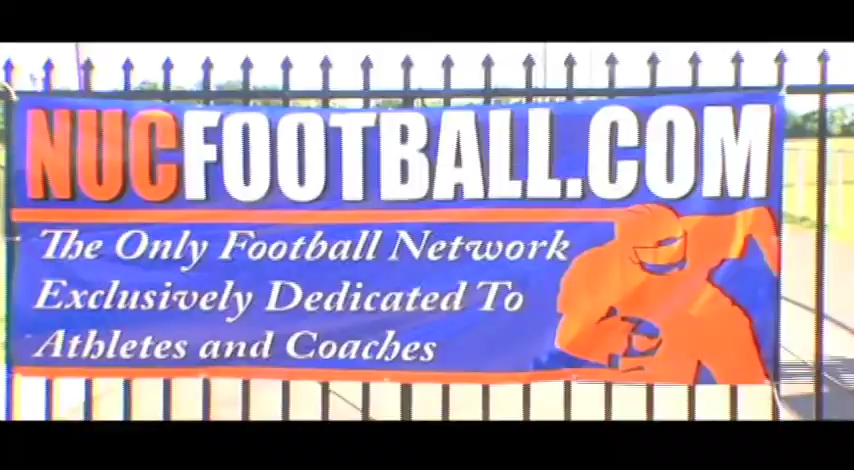 NUCFOOTBALL.COM
The Only Football Network
Exclusively Dedicated To
Athletes and Coaches